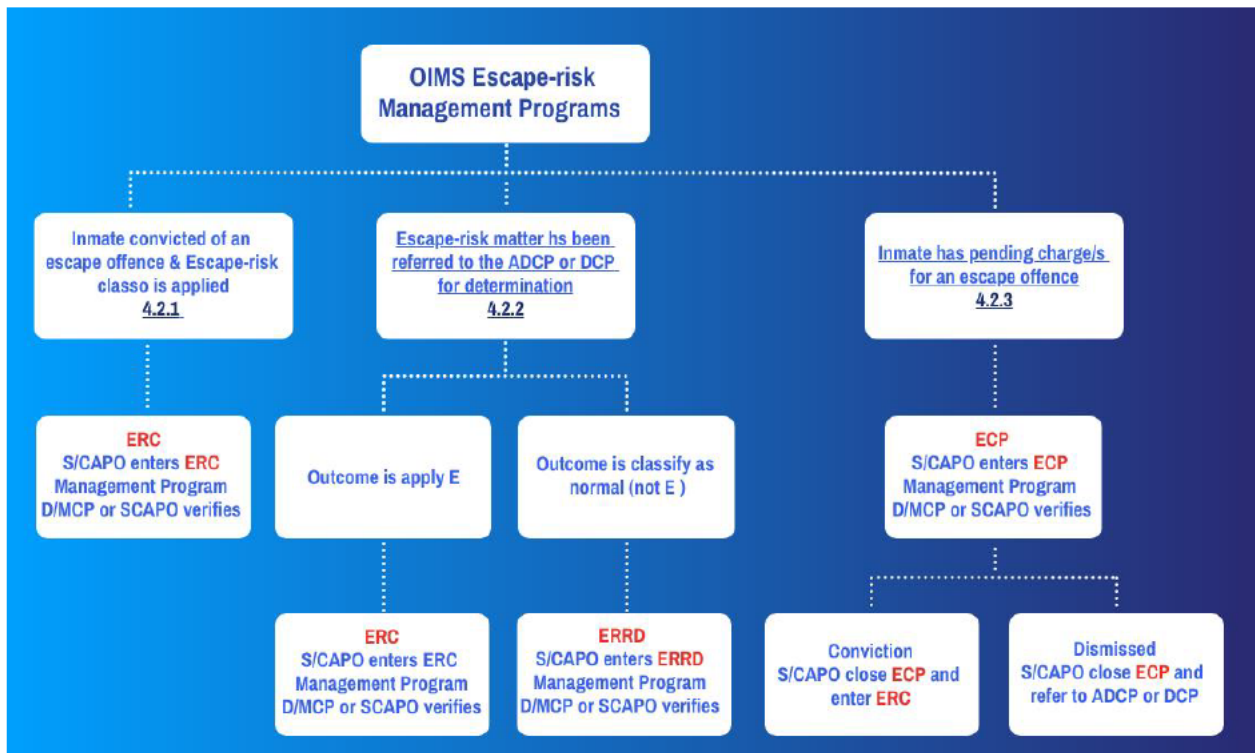 OIMS Escape-risk
Management Programs
Inmate convicted of an
escape offence & Escape-risk
classo is applied
4.2.1
Escape-risk matter hs been
referred to the ADCP or DCP
for determination
4.2.2
Inmate has pending charge/s
for an escape offence
4.2.3
ERC
S/CAPO enters ERC
Management Program
D/MCP or SCAPO verifies
Outcome is apply E
Outcome is classify as
normal (not E )
ECP
S/CAPO enters ECP
Management Program
D/MCP or SCAPO verifies
ERC
S/CAPO enters ERC
Management Program
D/MCP or SCAPO verifies
ERRD
S/CAPO enters ERRD
Management Program
D/MCP or SCAPO verifies
Conviction
S/CAPO close ECP and
enter ERC
Dismissed
S/CAPO close ECP and
refer to ADCP or DCP